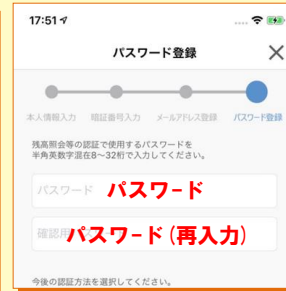 17:51
パスワード登録
本人情報入力 暗証番号入力 メールアドレス登録 パスワード登録
残高照会等の認証で使用するパスワードを
半角英数字混在8～32桁で入力してください。
パスワード パスワード
確認用 パスワード(再入力)
今後の認証方法を選択してください。